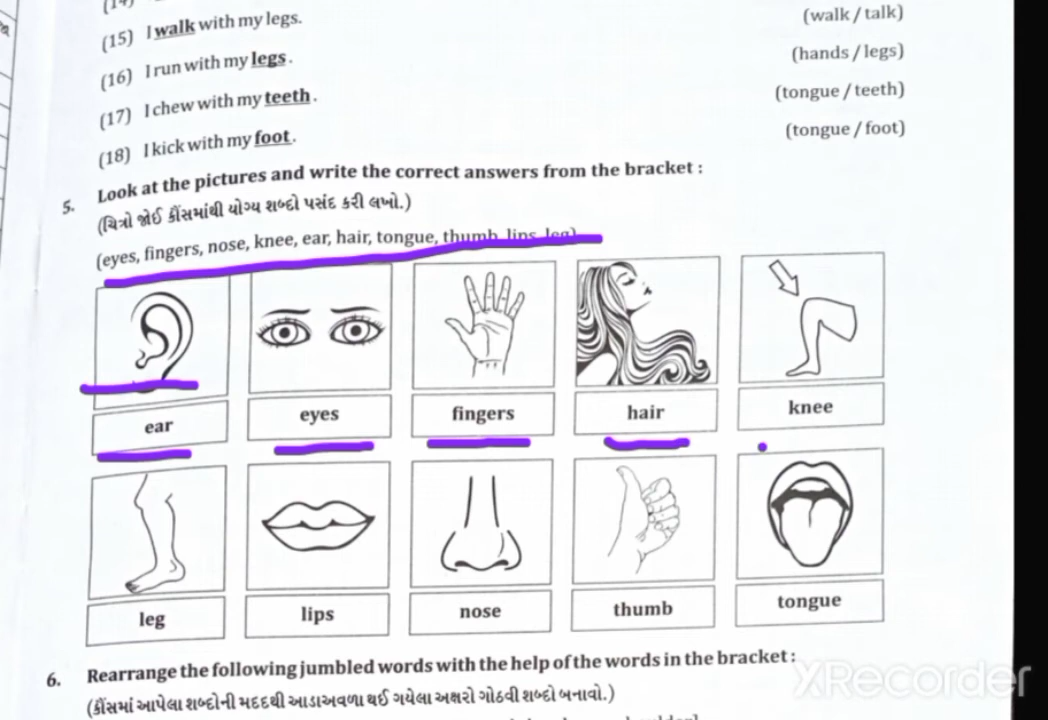 (15) I walk with my legs. (walk / talk)
(16) I run with my legs. (hands / legs)
(17) I chew with my teeth. (tongue / teeth)
(18) I kick with my foot. (tongue / foot)
5. Look at the pictures and write the correct answers from the bracket :
(ચિત્રો જોઈ કૌંસમાંથી યોગ્ય શબ્દો પસંદ કરી લખો.)
(eyes, fingers, nose, knee, ear, hair, tongue, thumb, lips, leg)
ear eyes fingers hair knee
leg lips nose thumb tongue
6. Rearrange the following jumbled words with the help of the words in the bracket :
(કૌંસમાં આપેલા શબ્દોની મદદથી આડાઅવળા થઈ ગયેલા અક્ષરો ગોઠવી શબ્દો બનાવો.)
XRecorder